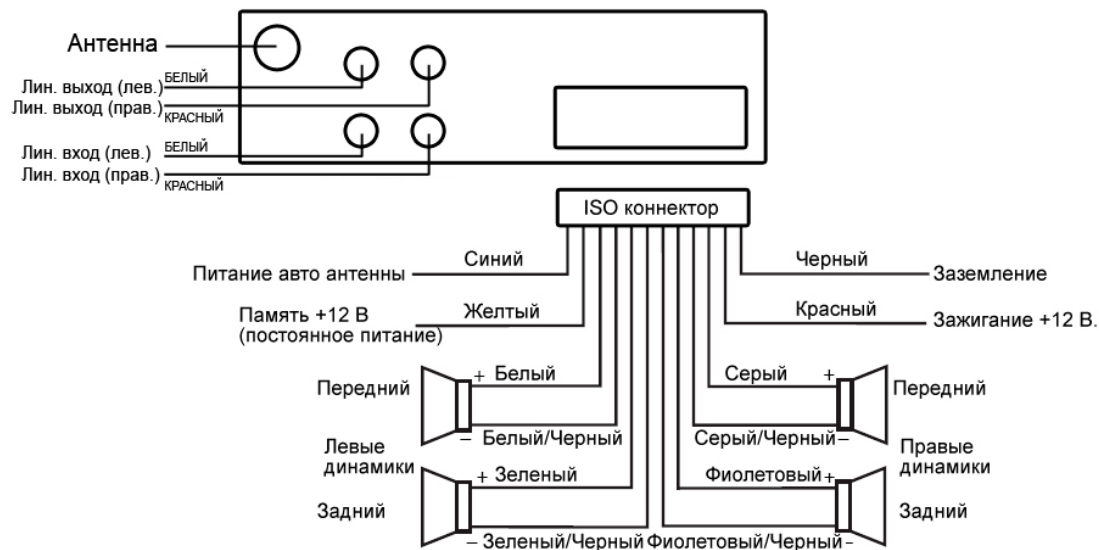 Антенна
БЕЛЫЙ
Лин. выход (лев.)
Лин. выход (прав.)
КРАСНЫЙ
БЕЛЫЙ
Лин. вход (лев.)
Лин. вход (прав.)
КРАСНЫЙ
ISO коннектор
Питание авто антенны
Синий
Черный
Заземление
Память +12 В
(постоянное питание)
Желтый
Красный
Зажигание +12 В.
Передний
+ Белый
Серый +
Передний
– Белый/Черный
Серый/Черный –
Левые
динамики
Правые
динамики
+ Зеленый
Фиолетовый +
Задний
Задний
– Зеленый/Черный
Фиолетовый/Черный –